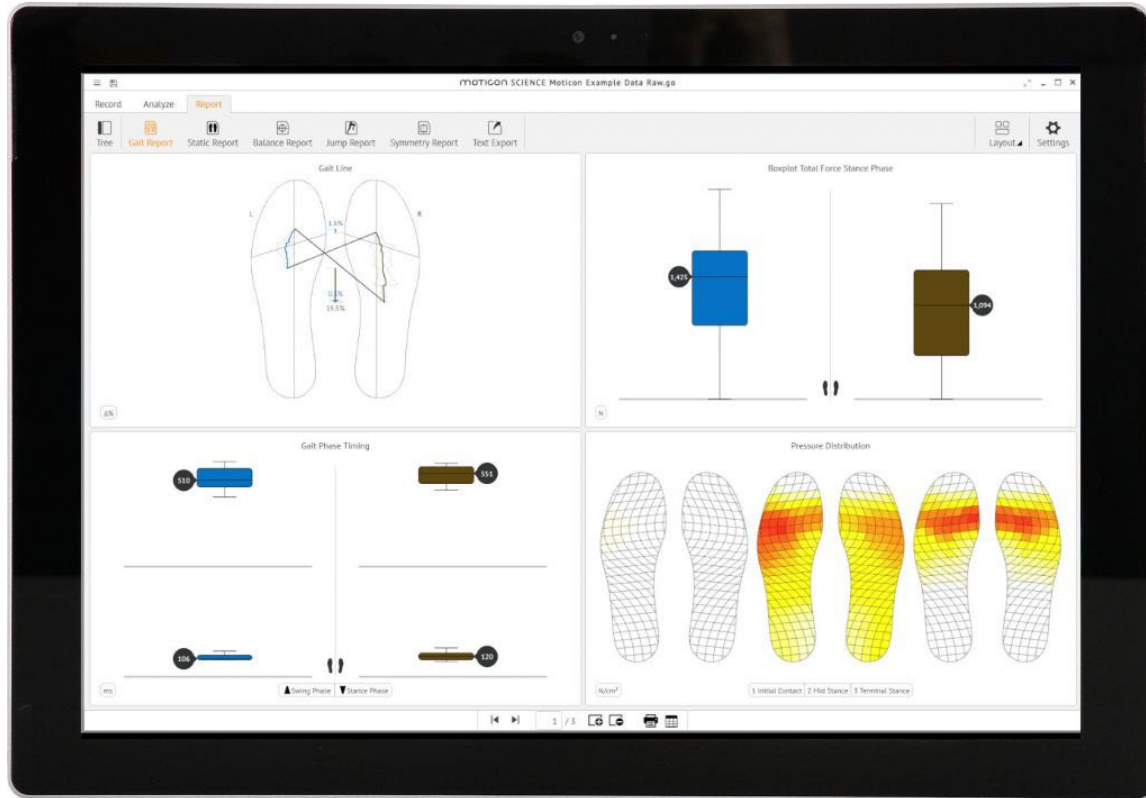 moticon SCIENCE Moticon Example Data Raw.go
Record Analyze Report
Tree Gait Report Static Report Balance Report Jump Report Symmetry Report Text Export Layout Settings
Gait Line
L R
1.5%
15.5%
Δ%
Boxplot Total Force Stance Phase
1,425
1,094
N
Gait Phase Timing
510 551
106 120
ms
Swing Phase Stance Phase
Pressure Distribution
N/cm²
1 Initial Contact 2 Mid Stance 3 Terminal Stance
1 / 3